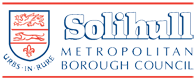 Solihull
METROPOLITAN
BOROUGH COUNCIL
URBS·IN·RURE